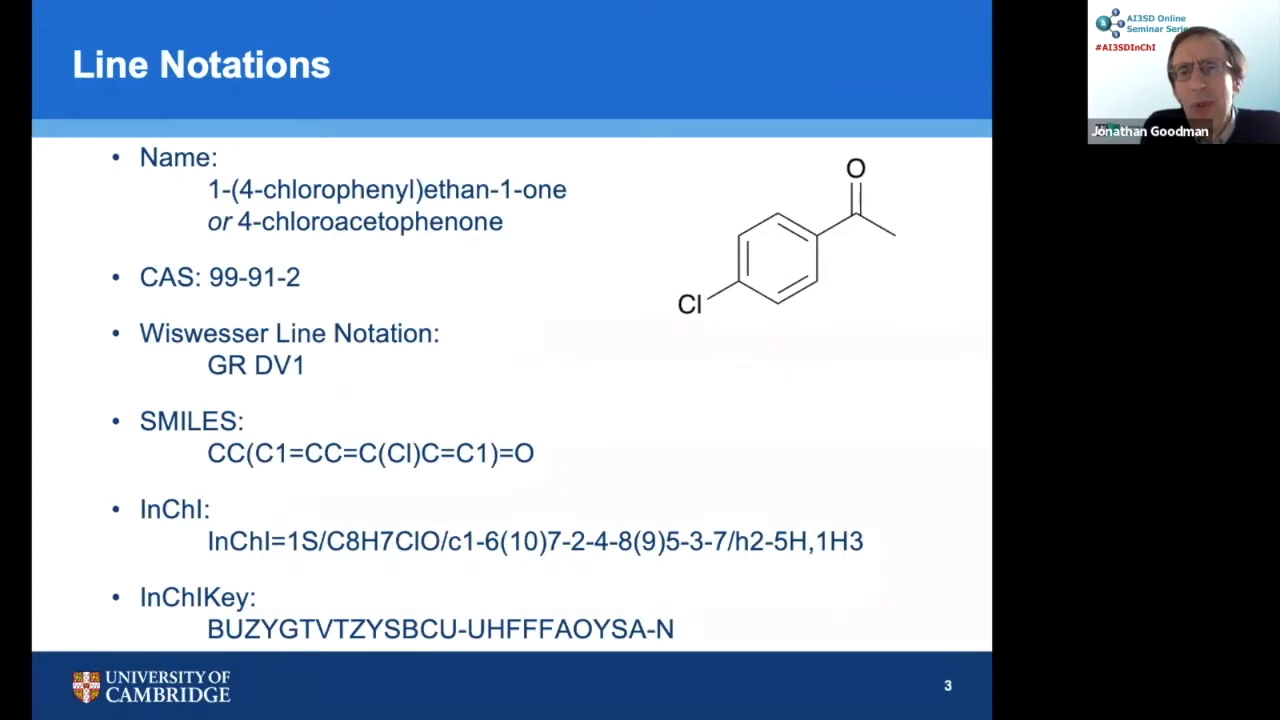 Line Notations
• Name:
1-(4-chlorophenyl)ethan-1-one
or 4-chloroacetophenone
• CAS: 99-91-2
• Wiswesser Line Notation:
GR DV1
• SMILES:
CC(C1=CC=C(Cl)C=C1)=O
• InChI:
InChI=1S/C8H7ClO/c1-6(10)7-2-4-8(9)5-3-7/h2-5H,1H3
• InChIKey:
BUZYGTVTZYSBCU-UHFFFAOYSA-N
O
Cl
UNIVERSITY OF
CAMBRIDGE
3
AI3SD Online
Seminar Series
#AI3SDInChI
Jonathan Goodman